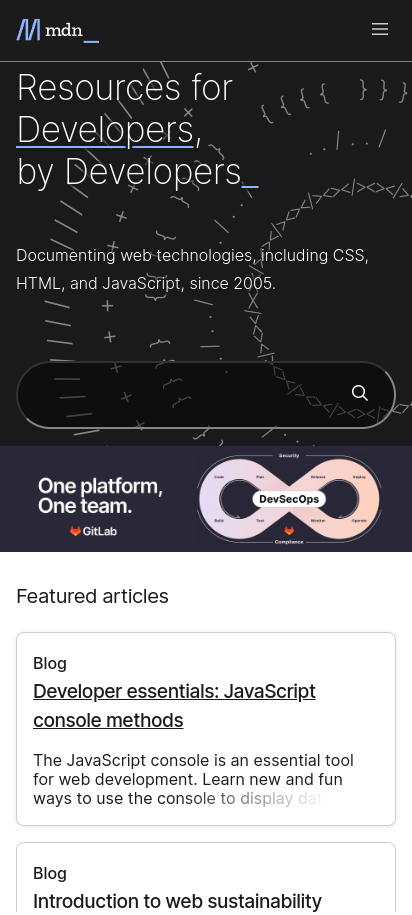 mdn_
Resources for
Developers,
by Developers_
Documenting web technologies, including CSS,
HTML, and JavaScript, since 2005.
One platform,
One team.
GitLab
Security
Code Plan Release Deploy
DevSecOps
Build Test Monitor Operate
Compliance
Featured articles
Blog
Developer essentials: JavaScript
console methods
The JavaScript console is an essential tool
for web development. Learn new and fun
ways to use the console to display data
Blog
Introduction to web sustainability